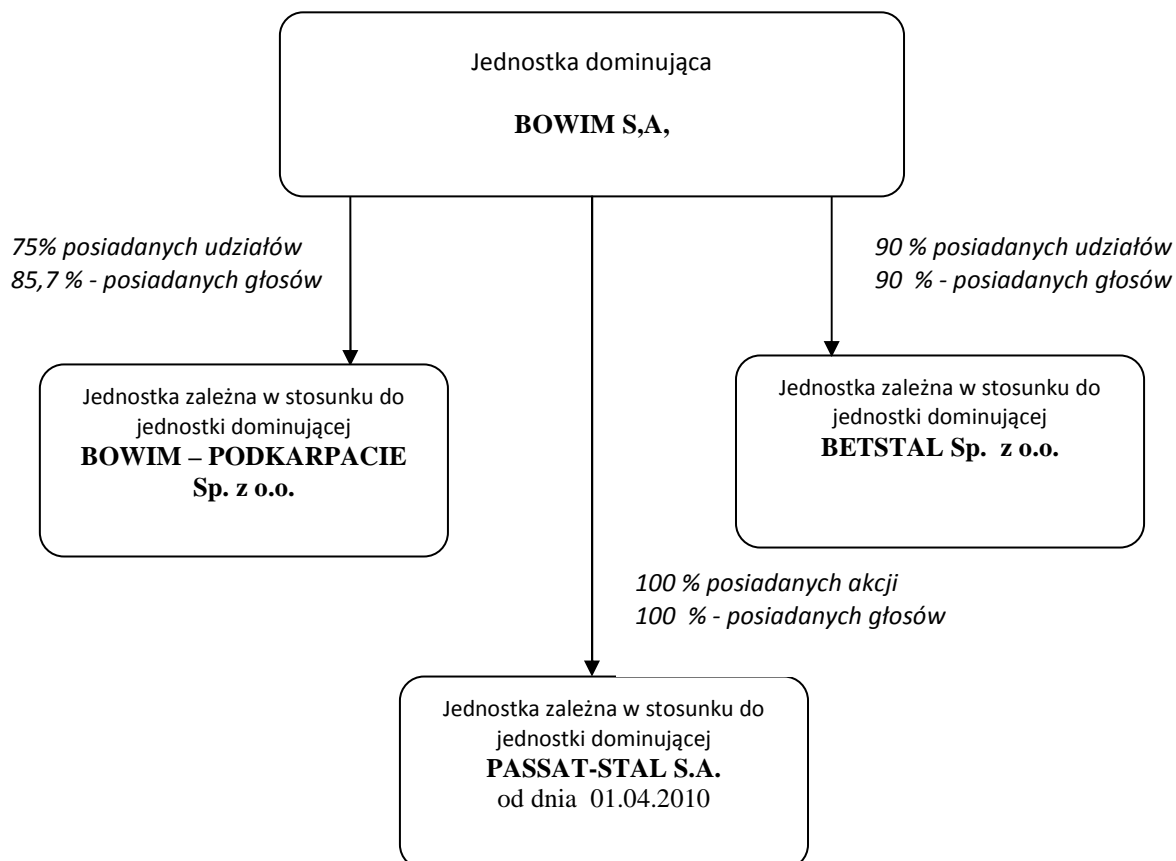 Jednostka dominująca
BOWIM S,A,
75% posiadanych udziałów
85,7 % - posiadanych głosów
90 % posiadanych udziałów
90 % - posiadanych głosów
Jednostka zależna w stosunku do
jednostki dominującej
BOWIM – PODKARPACIE
Sp. z o.o.
Jednostka zależna w stosunku do
jednostki dominującej
BETSTAL Sp. z o.o.
100 % posiadanych akcji
100 % - posiadanych głosów
Jednostka zależna w stosunku do
jednostki dominującej
PASSAT-STAL S.A.
od dnia 01.04.2010